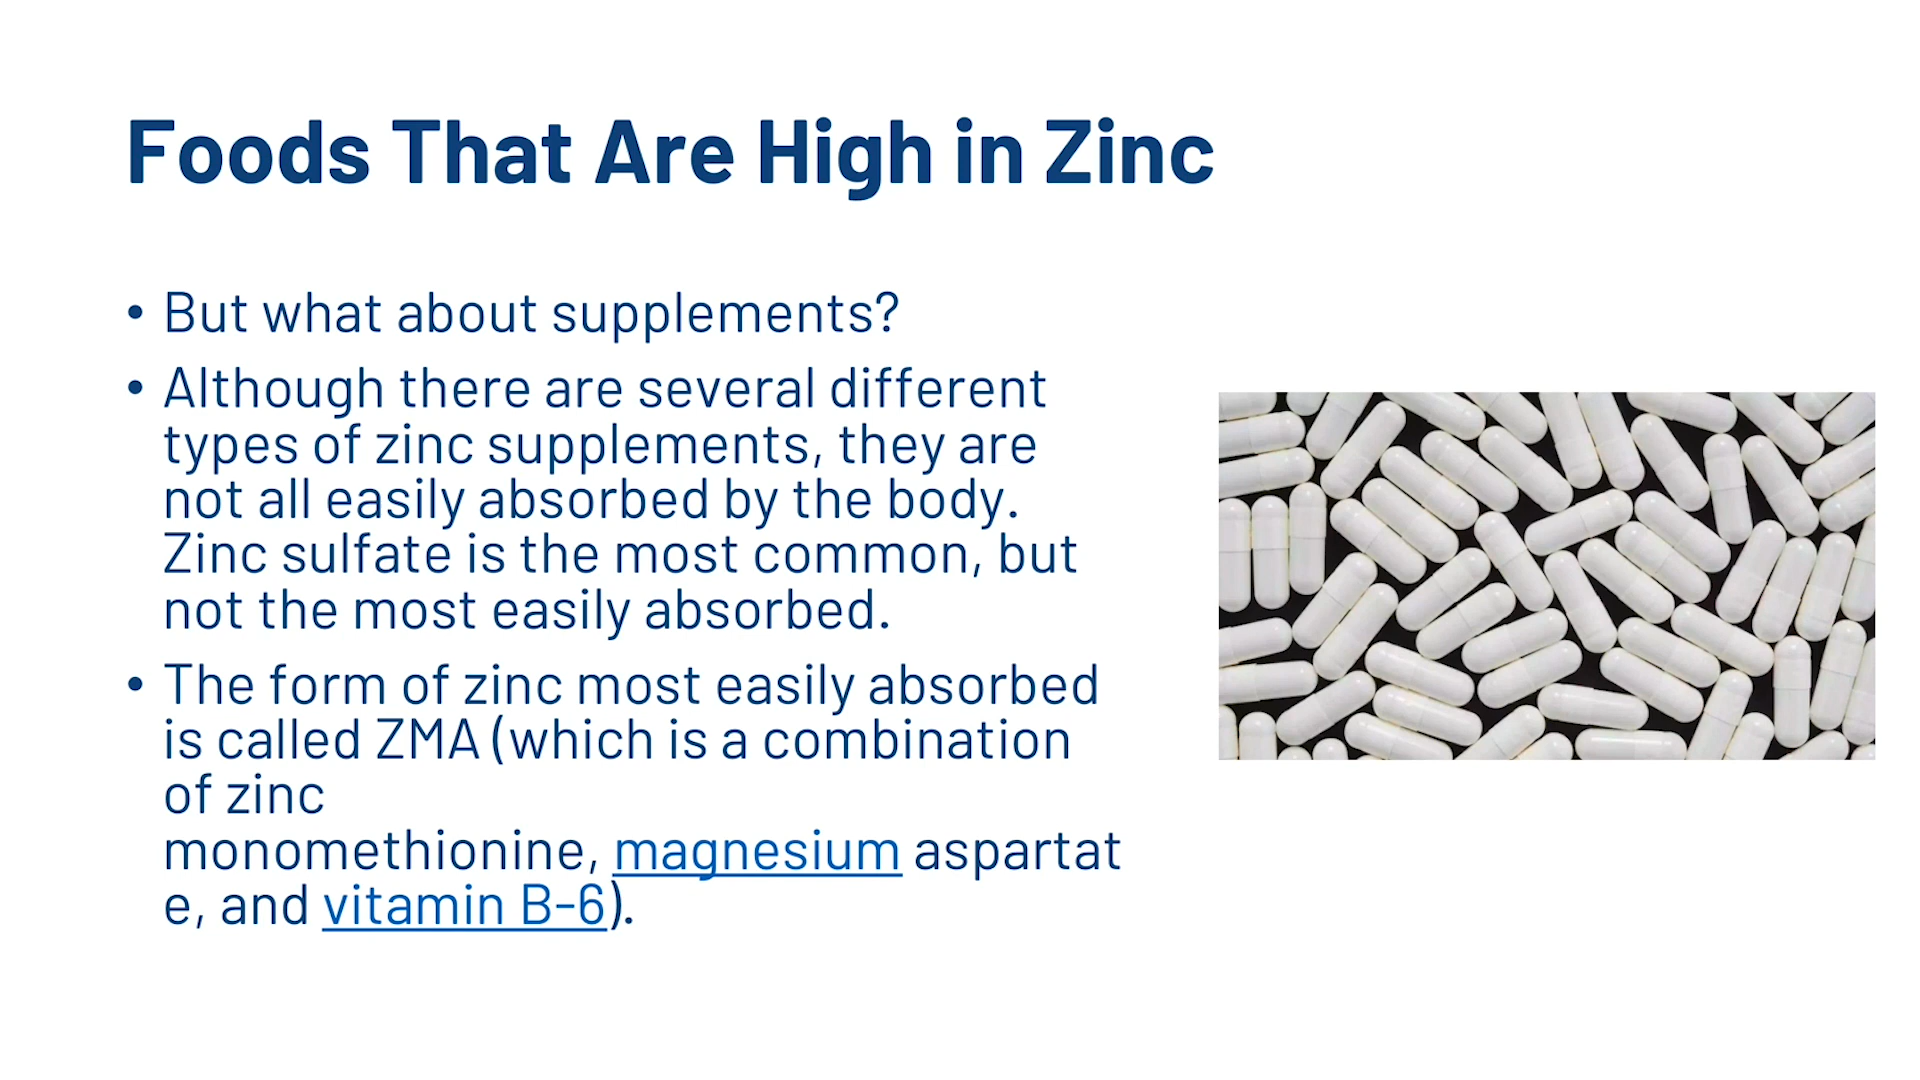 Foods That Are High in Zinc
• But what about supplements?
• Although there are several different
types of zinc supplements, they are
not all easily absorbed by the body.
Zinc sulfate is the most common, but
not the most easily absorbed.
• The form of zinc most easily absorbed
is called ZMA (which is a combination
of zinc
monomethionine, magnesium aspartat
e, and vitamin B-6).